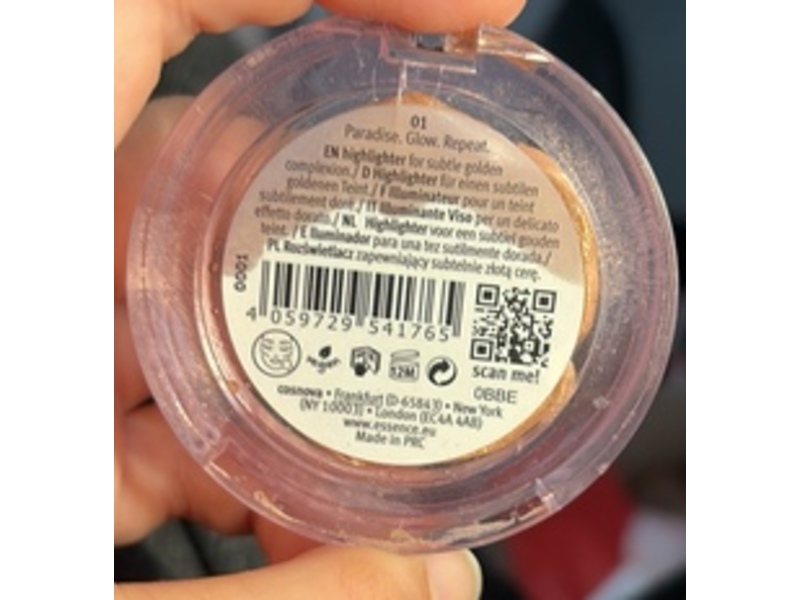 01
Paradise. Glow. Repeat.
EN highlighter for subtle golden
complexion./ D Highlighter für einen subtilen
goldenen Teint./ F Illuminateur pour un teint
subtilement doré./ IT Illuminante Viso per un delicato
effetto dorato./ NL Highlighter voor een subtiel gouden
teint. / E Iluminador para una tez sutilmente dorada./
PL Rozświetlacz zapewniający subtelnie złotą cerę.
0001
4 059729 541765
scan me!
12M
0BBE
cosnova • Frankfurt (D-65843) • New York
(NY 10003) • London (EC4A 4AB)
www.essence.eu
Made in PRC